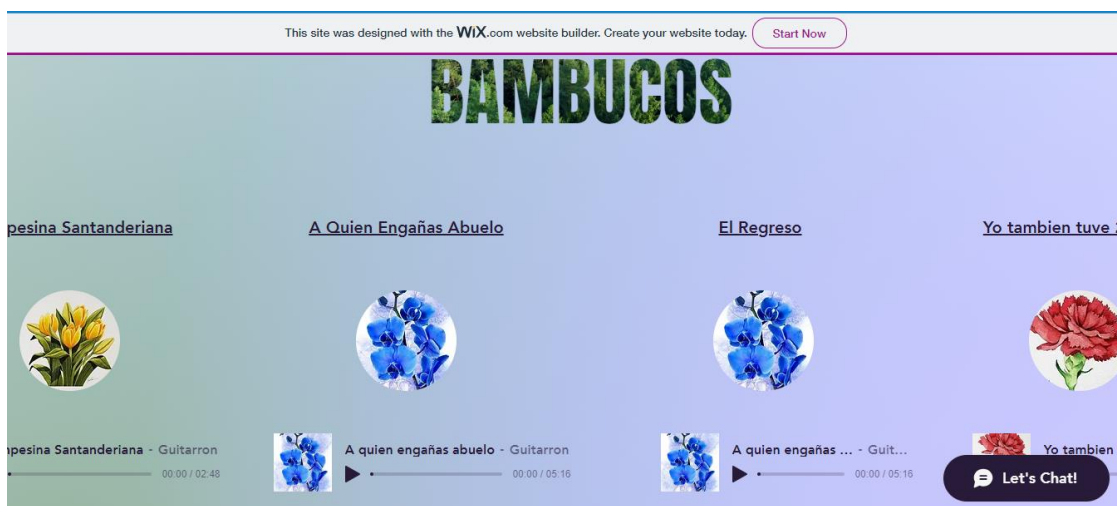 This site was designed with the WiX.com website builder. Create your website today. Start Now
BAMBUCOS
pesina Santanderiana
A Quien Engañas Abuelo
El Regreso
Yo tambien tuve
pesina Santanderiana - Guitarron
00:00 / 02:48
A quien engañas abuelo - Guitarron
00:00 / 05:16
A quien engañas ... - Guit...
00:00 / 05:16
Yo tambien
Let's Chat!